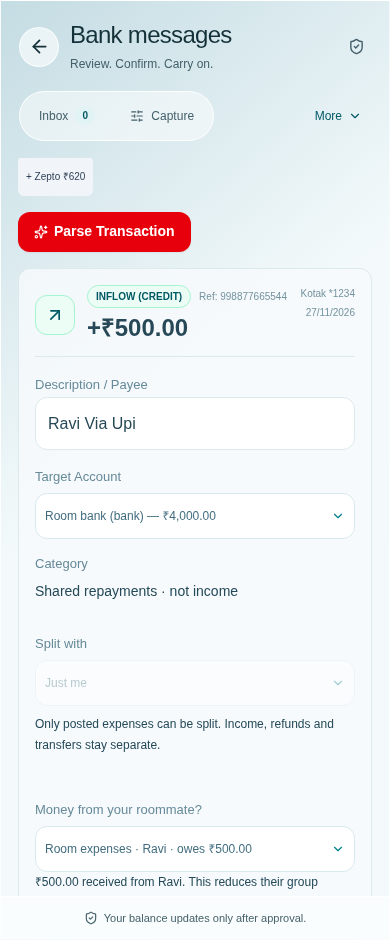 Bank messages
Review. Confirm. Carry on.
Inbox 0 Capture More
+ Zepto ₹620
Parse Transaction
INFLOW (CREDIT) Ref: 998877665544 Kotak *1234
+₹500.00 27/11/2026
Description / Payee
Ravi Via Upi
Target Account
Room bank (bank) — ₹4,000.00
Category
Shared repayments · not income
Split with
Just me
Only posted expenses can be split. Income, refunds and
transfers stay separate.
Money from your roommate?
Room expenses · Ravi · owes ₹500.00
₹500.00 received from Ravi. This reduces their group
Your balance updates only after approval.